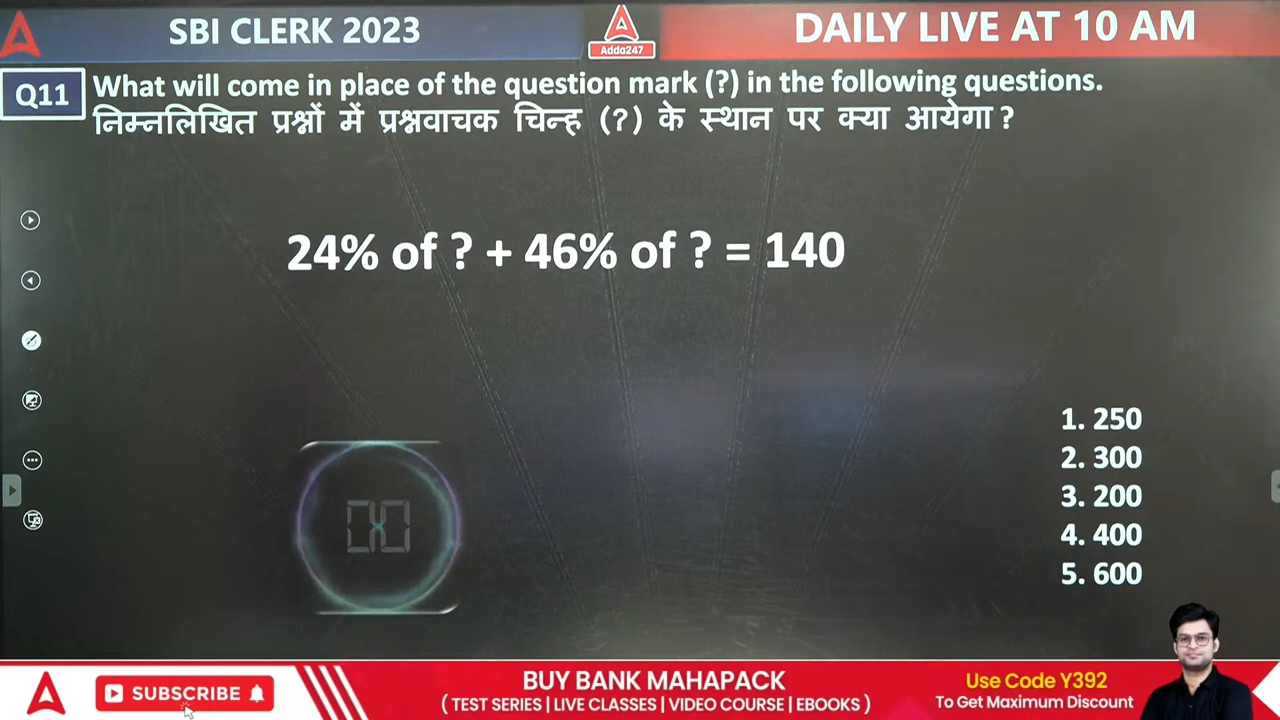 SBI CLERK 2023
Adda247
DAILY LIVE AT 10 AM
Q11
What will come in place of the question mark (?) in the following questions.
निम्नलिखित प्रश्नों में प्रश्नवाचक चिन्ह (?) के स्थान पर क्या आयेगा ?
24% of ? + 46% of ? = 140
1. 250
2. 300
3. 200
4. 400
5. 600
00
SUBSCRIBE
BUY BANK MAHAPACK
( TEST SERIES | LIVE CLASSES | VIDEO COURSE | EBOOKS )
Use Code Y392
To Get Maximum Discount